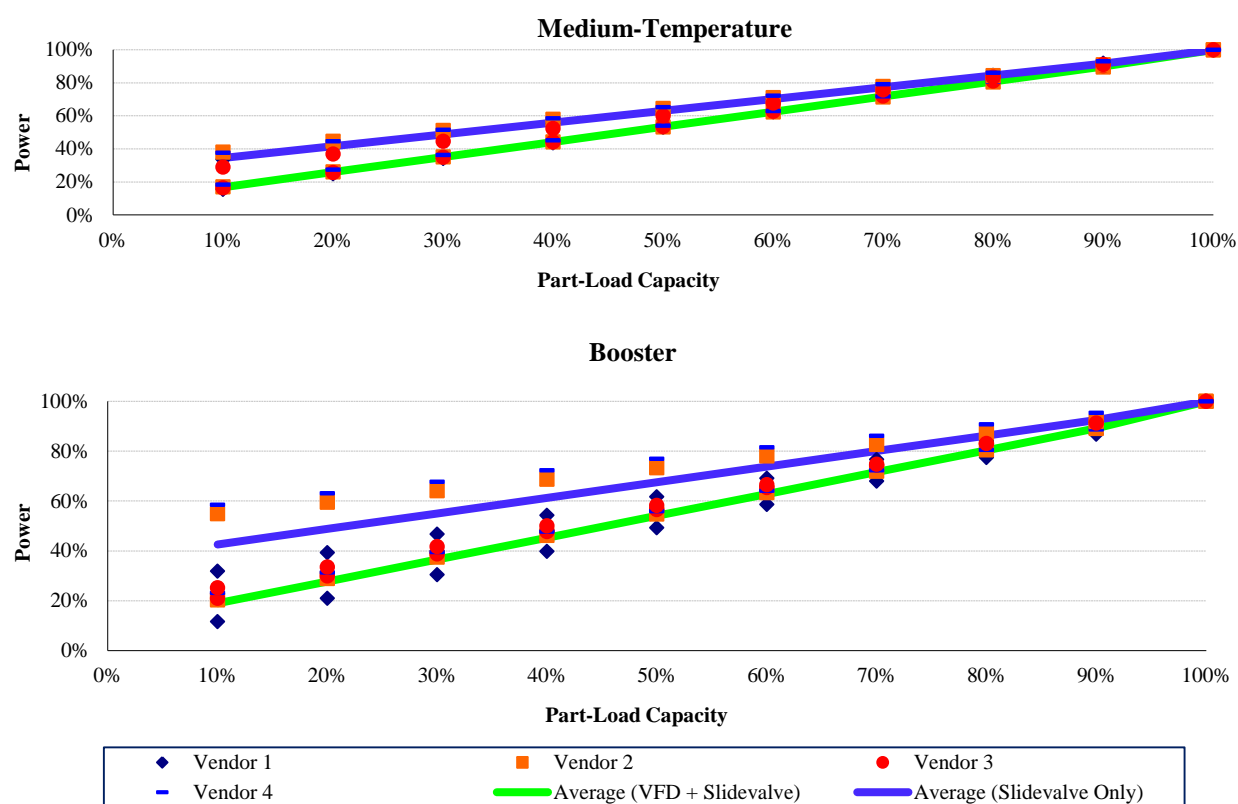 Medium-Temperature
100%
80%
60%
40%
20%
0%
Power
0% 10% 20% 30% 40% 50% 60% 70% 80% 90% 100%
Part-Load Capacity
Booster
100%
80%
60%
40%
20%
0%
Power
0% 10% 20% 30% 40% 50% 60% 70% 80% 90% 100%
Part-Load Capacity
Vendor 1 Vendor 2 Vendor 3
Vendor 4 Average (VFD + Slidevalve) Average (Slidevalve Only)